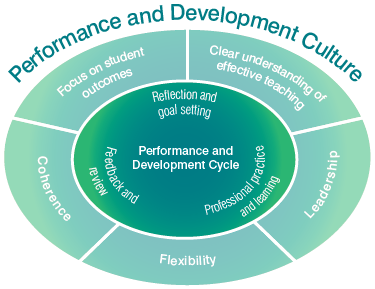 Performance and Development Culture
Focus on student
outcomes
Clear understanding of
effective teaching
Reflection and
goal setting
Performance and
Development Cycle
Feedback and
review
Professional practice
and learning
Coherence
Leadership
Flexibility